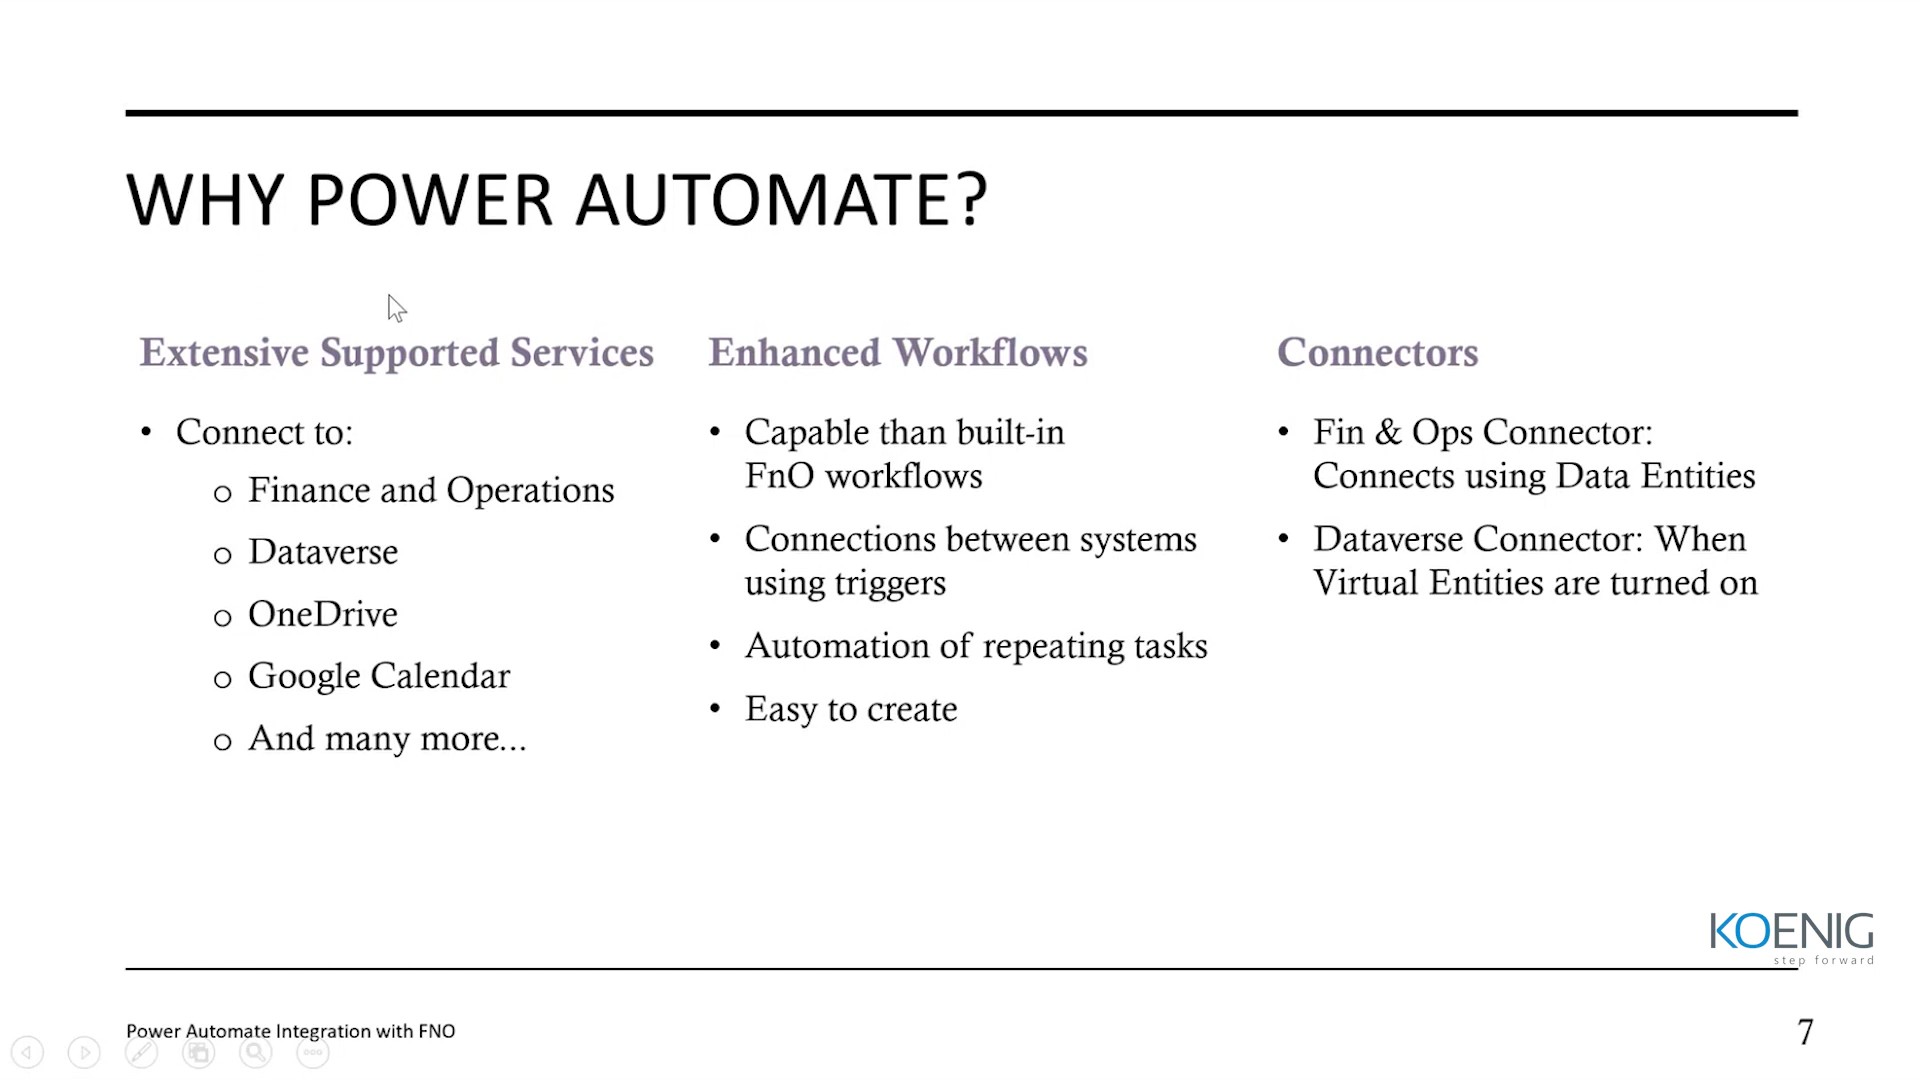 WHY POWER AUTOMATE?
Extensive Supported Services
• Connect to:
o Finance and Operations
o Dataverse
o OneDrive
o Google Calendar
o And many more...
Enhanced Workflows
• Capable than built-in
FnO workflows
• Connections between systems
using triggers
• Automation of repeating tasks
• Easy to create
Connectors
• Fin & Ops Connector:
Connects using Data Entities
• Dataverse Connector: When
Virtual Entities are turned on
KOENIG
step forward
Power Automate Integration with FNO
7